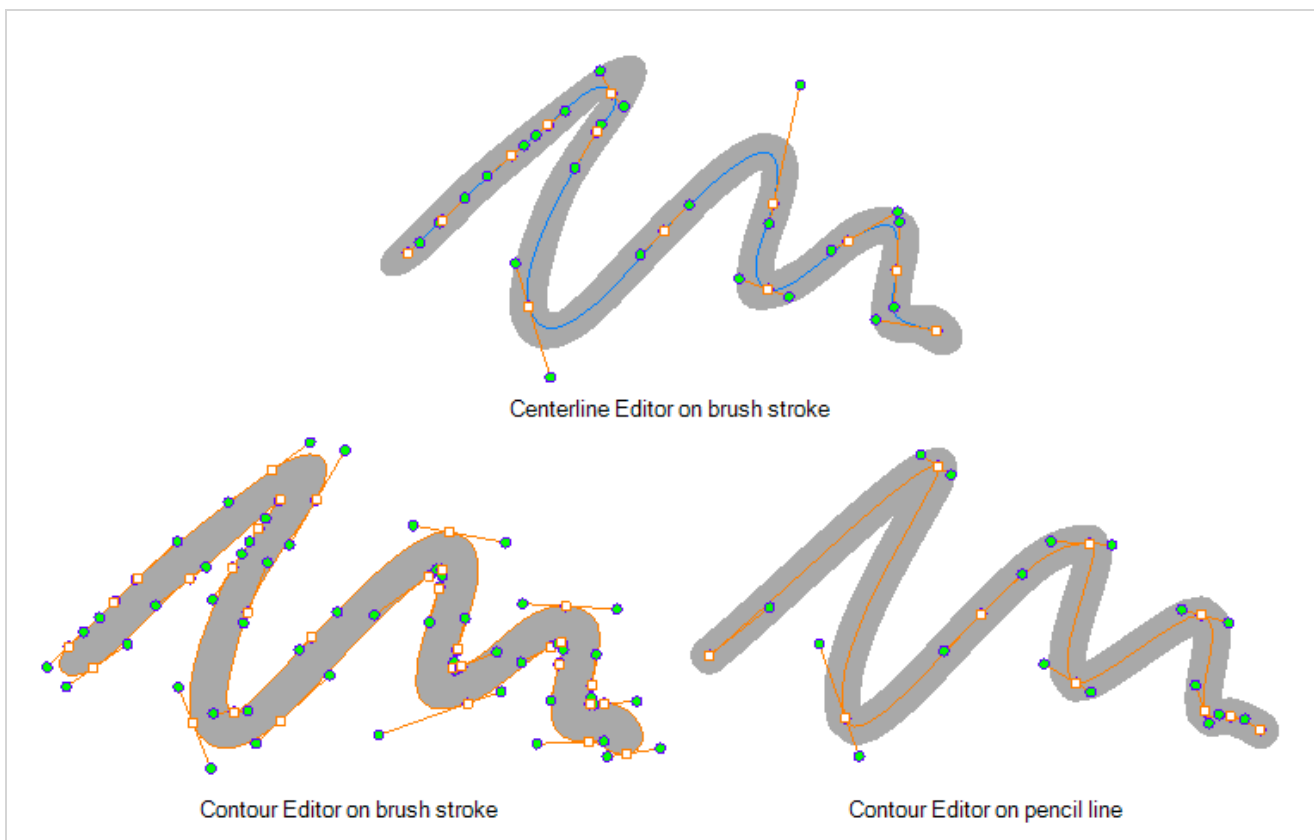 Centerline Editor on brush stroke
Contour Editor on brush stroke
Contour Editor on pencil line